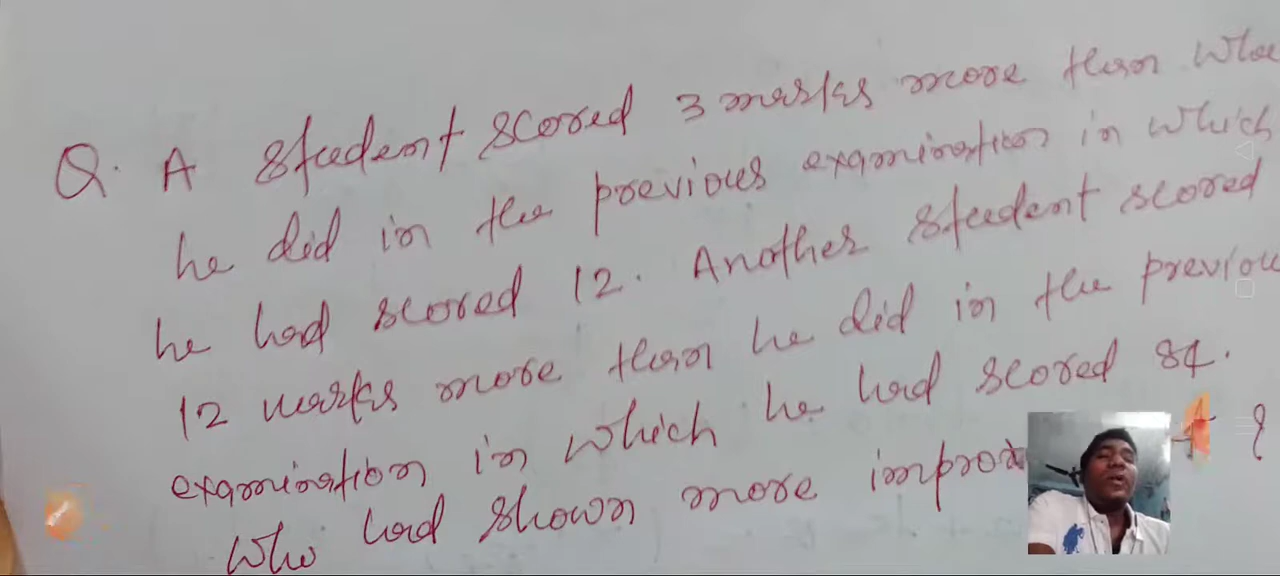 Q. A student scored 3 marks more than
he did in the previous examination in which
he had scored 12. Another student scored
12 marks more than he did in the previou
examination in which he had scored 84.
Who had shown more improv